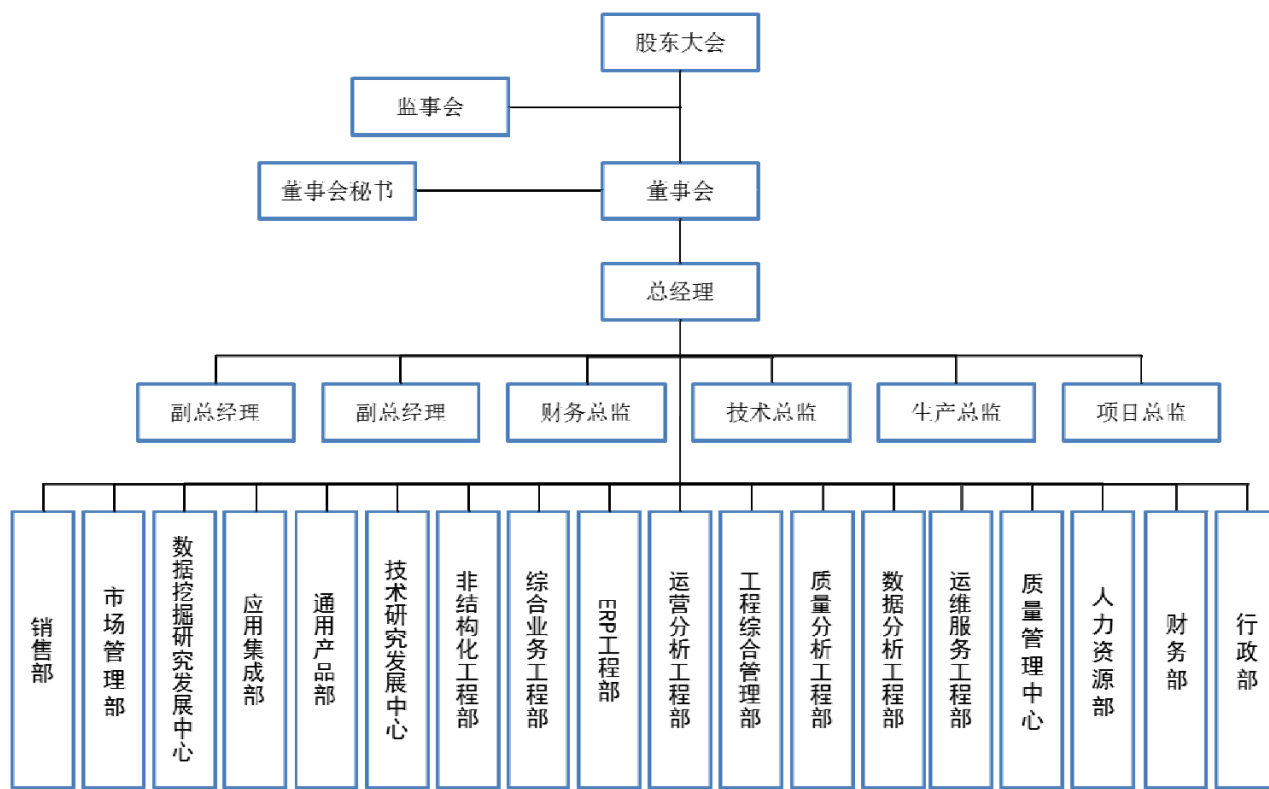 股东大会
监事会
董事会秘书
董事会
总经理
副总经理
副总经理
财务总监
技术总监
生产总监
项目总监
销售部
市场管理部
数据挖掘研究发展中心
应用集成部
通用产品部
技术研究发展中心
非结构化工程部
综合业务工程部
ERP工程部
运营分析工程部
工程综合管理部
质量分析工程部
数据分析工程部
运维服务工程部
质量管理中心
人力资源部
财务部
行政部